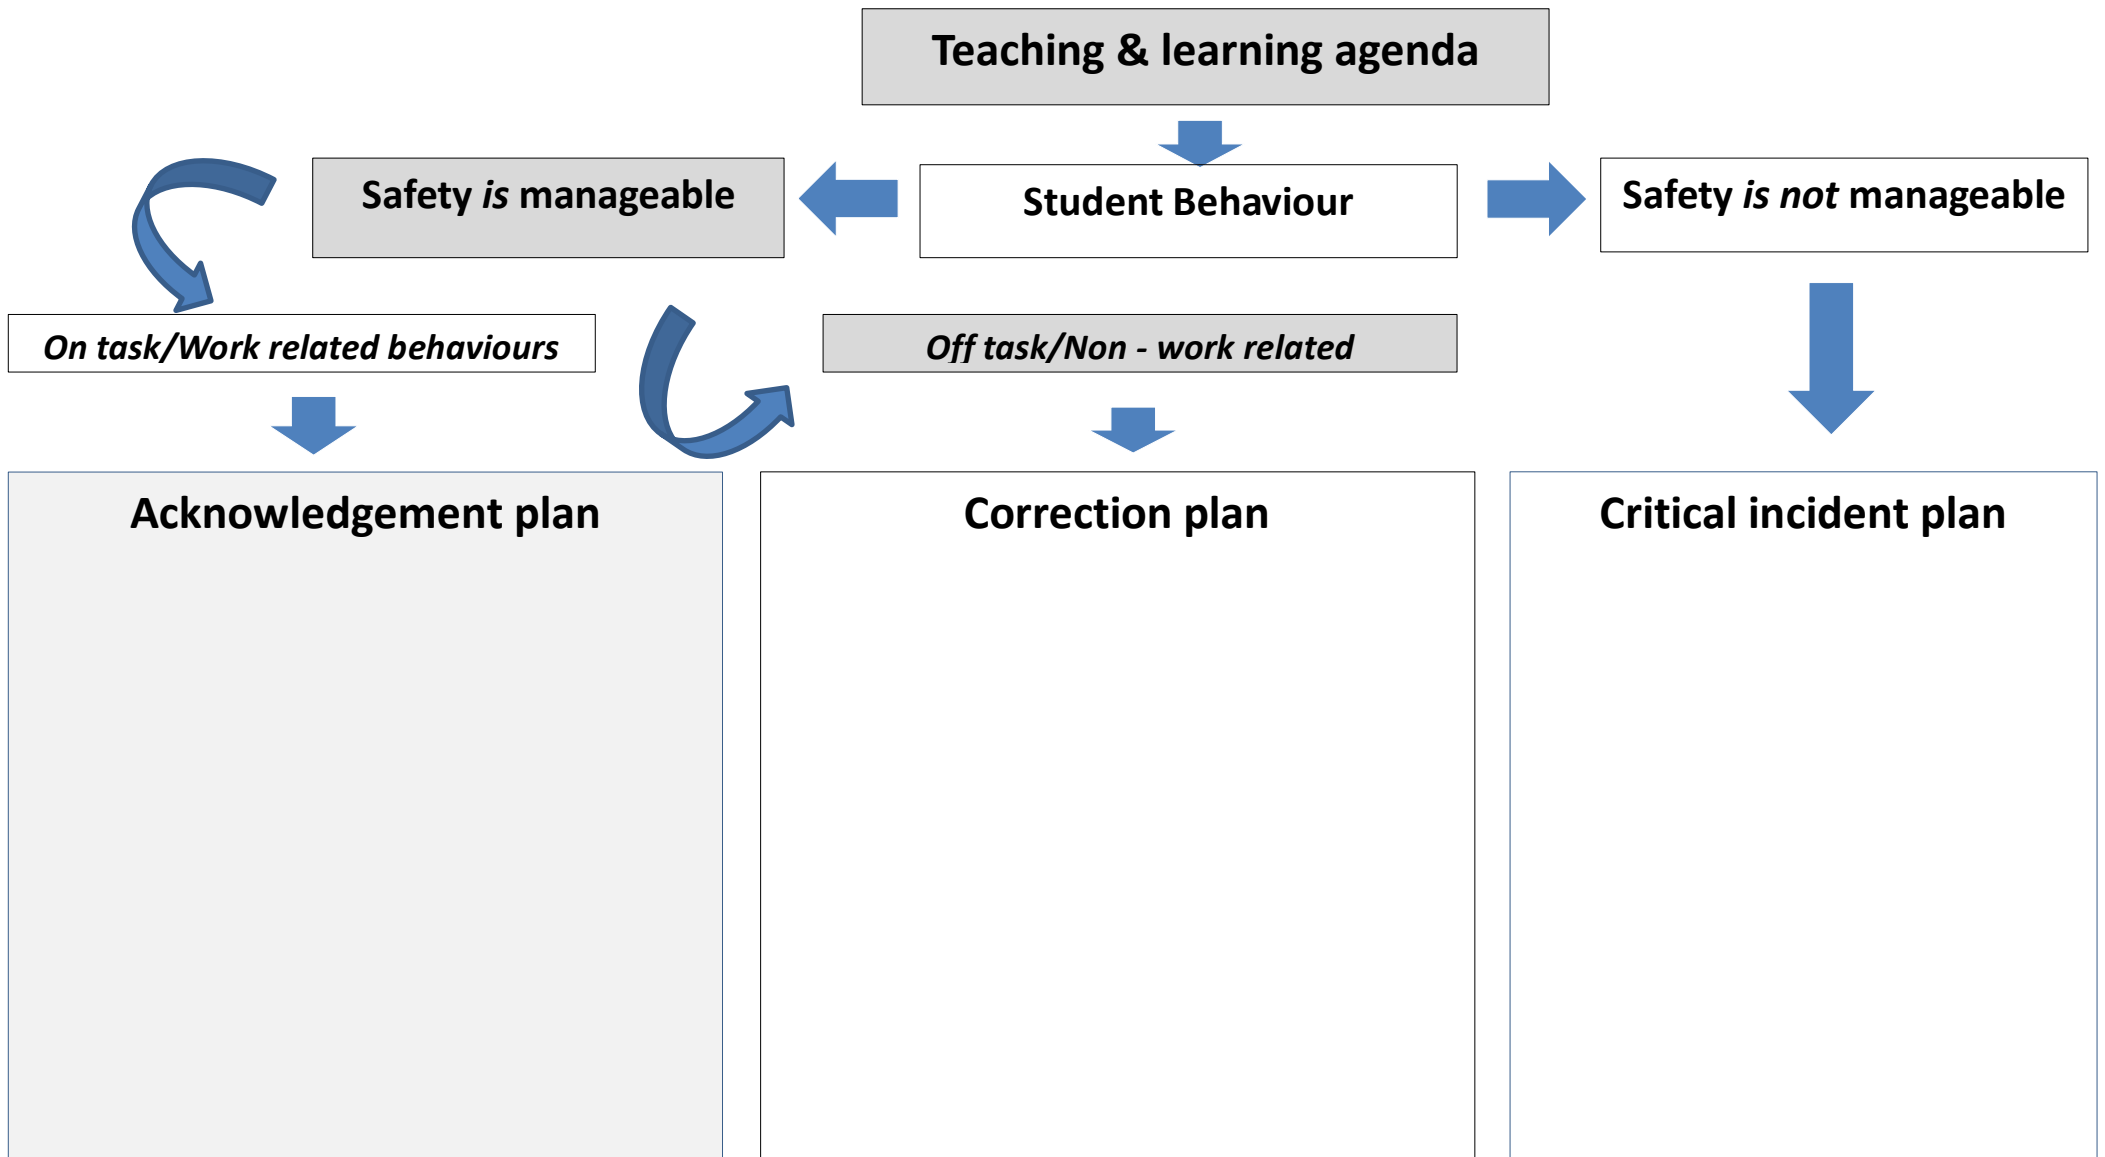 Teaching & learning agenda
Safety is manageable
Student Behaviour
Safety is not manageable
On task/Work related behaviours
Off task/Non - work related
Acknowledgement plan
Correction plan
Critical incident plan